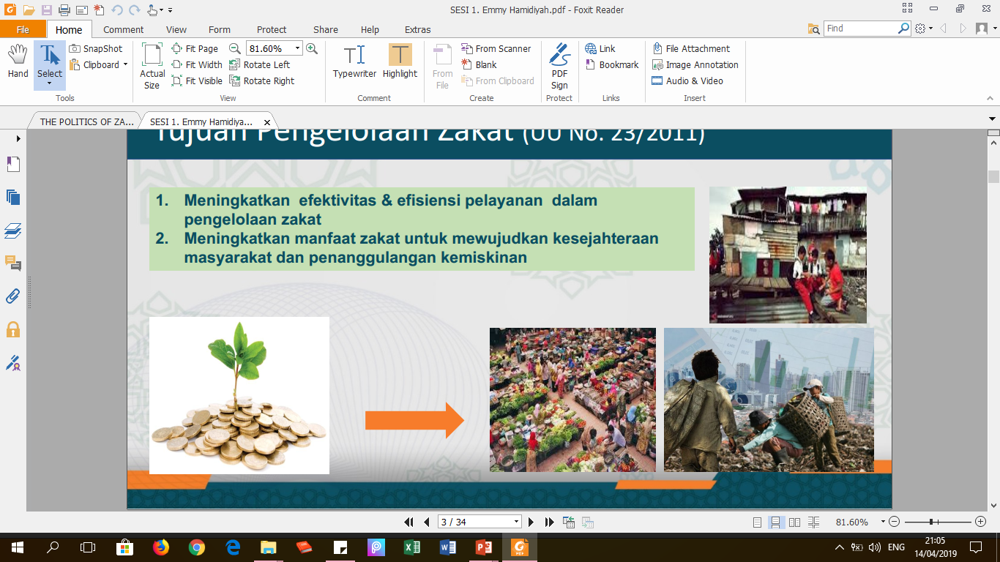 SESI 1. Emmy Hamidiyah.pdf - Foxit Reader
File Home Comment View Form Protect Share Help Extras
Find
Hand
Select
SnapShot
Clipboard
Tools
Actual Size
Fit Page
Fit Width
Fit Visible
81.60%
Rotate Left
Rotate Right
View
Typewriter
Highlight
Comment
From File
From Scanner
Blank
From Clipboard
Create
PDF Sign
Protect
Link
Bookmark
Links
File Attachment
Image Annotation
Audio & Video
Insert
THE POLITICS OF ZA...
SESI 1. Emmy Hamidiya...
Tujuan Pengelolaan Zakat (UU No. 23/2011)
1. Meningkatkan efektivitas & efisiensi pelayanan dalam
pengelolaan zakat
2. Meningkatkan manfaat zakat untuk mewujudkan kesejahteraan
masyarakat dan penanggulangan kemiskinan
3 / 34
81.60%
ENG
21:05
14/04/2019